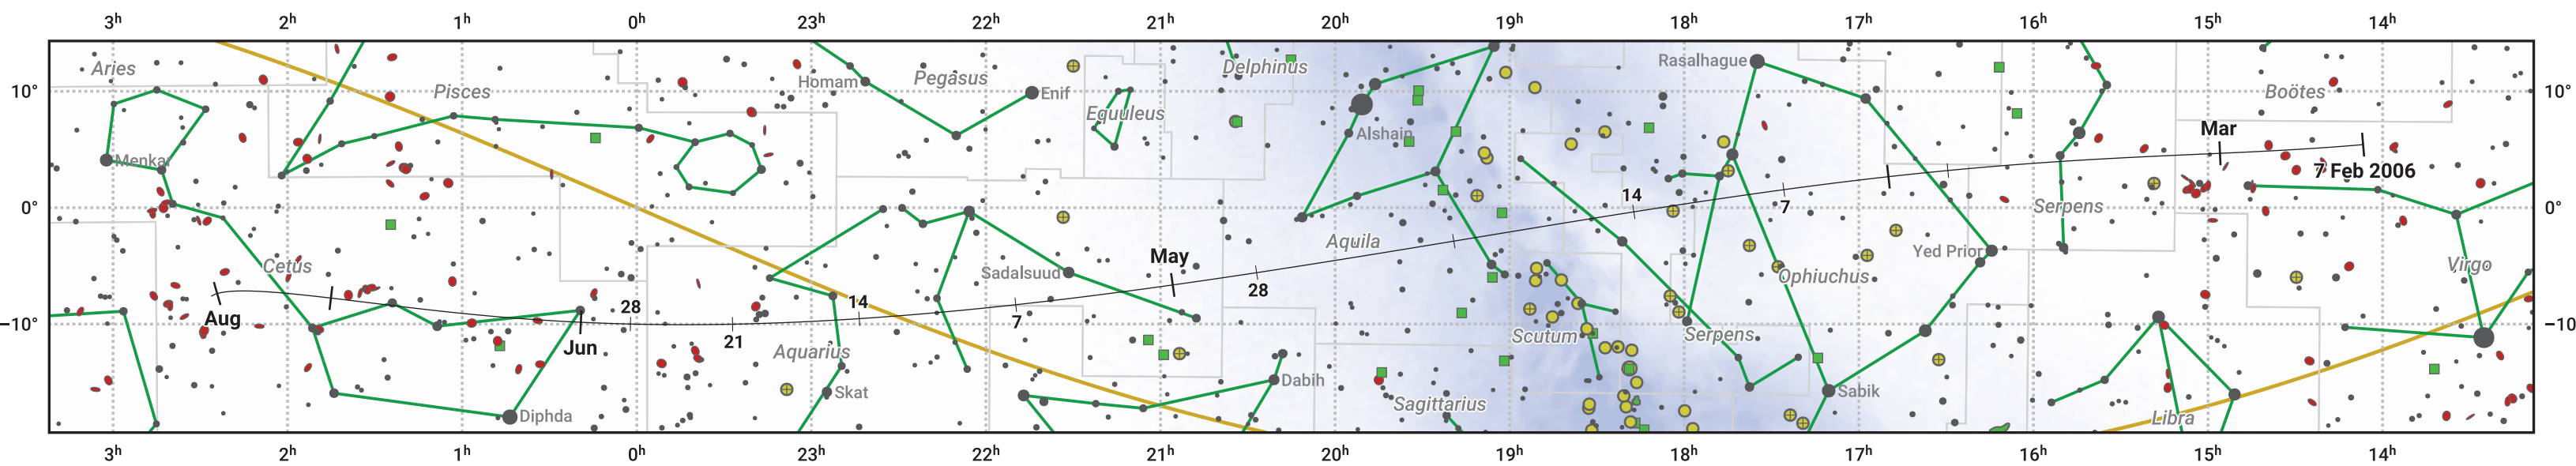 3h 2h 1h 0h 23h 22h 21h 20h 19h 18h 17h 16h 15h 14h
Aries Pisces Homam Pegasus Enif Equuleus Delphinus Rasalhague Boötes
10° 10°
Menkar Alshain Mar
14 7 7 Feb 2006
0° 0°
Cetus Sadalsuud May Aquila Yed Prior Ophiuchus Serpens Virgo
Aug 28 14 7 28
−10° −10
Jun 21 Aquarius Scutum Serpens
Diphda Skat Dabih Sagittarius Sabik Libra
3h 2h 1h 0h 23h 22h 21h 20h 19h 18h 17h 16h 15h 14h